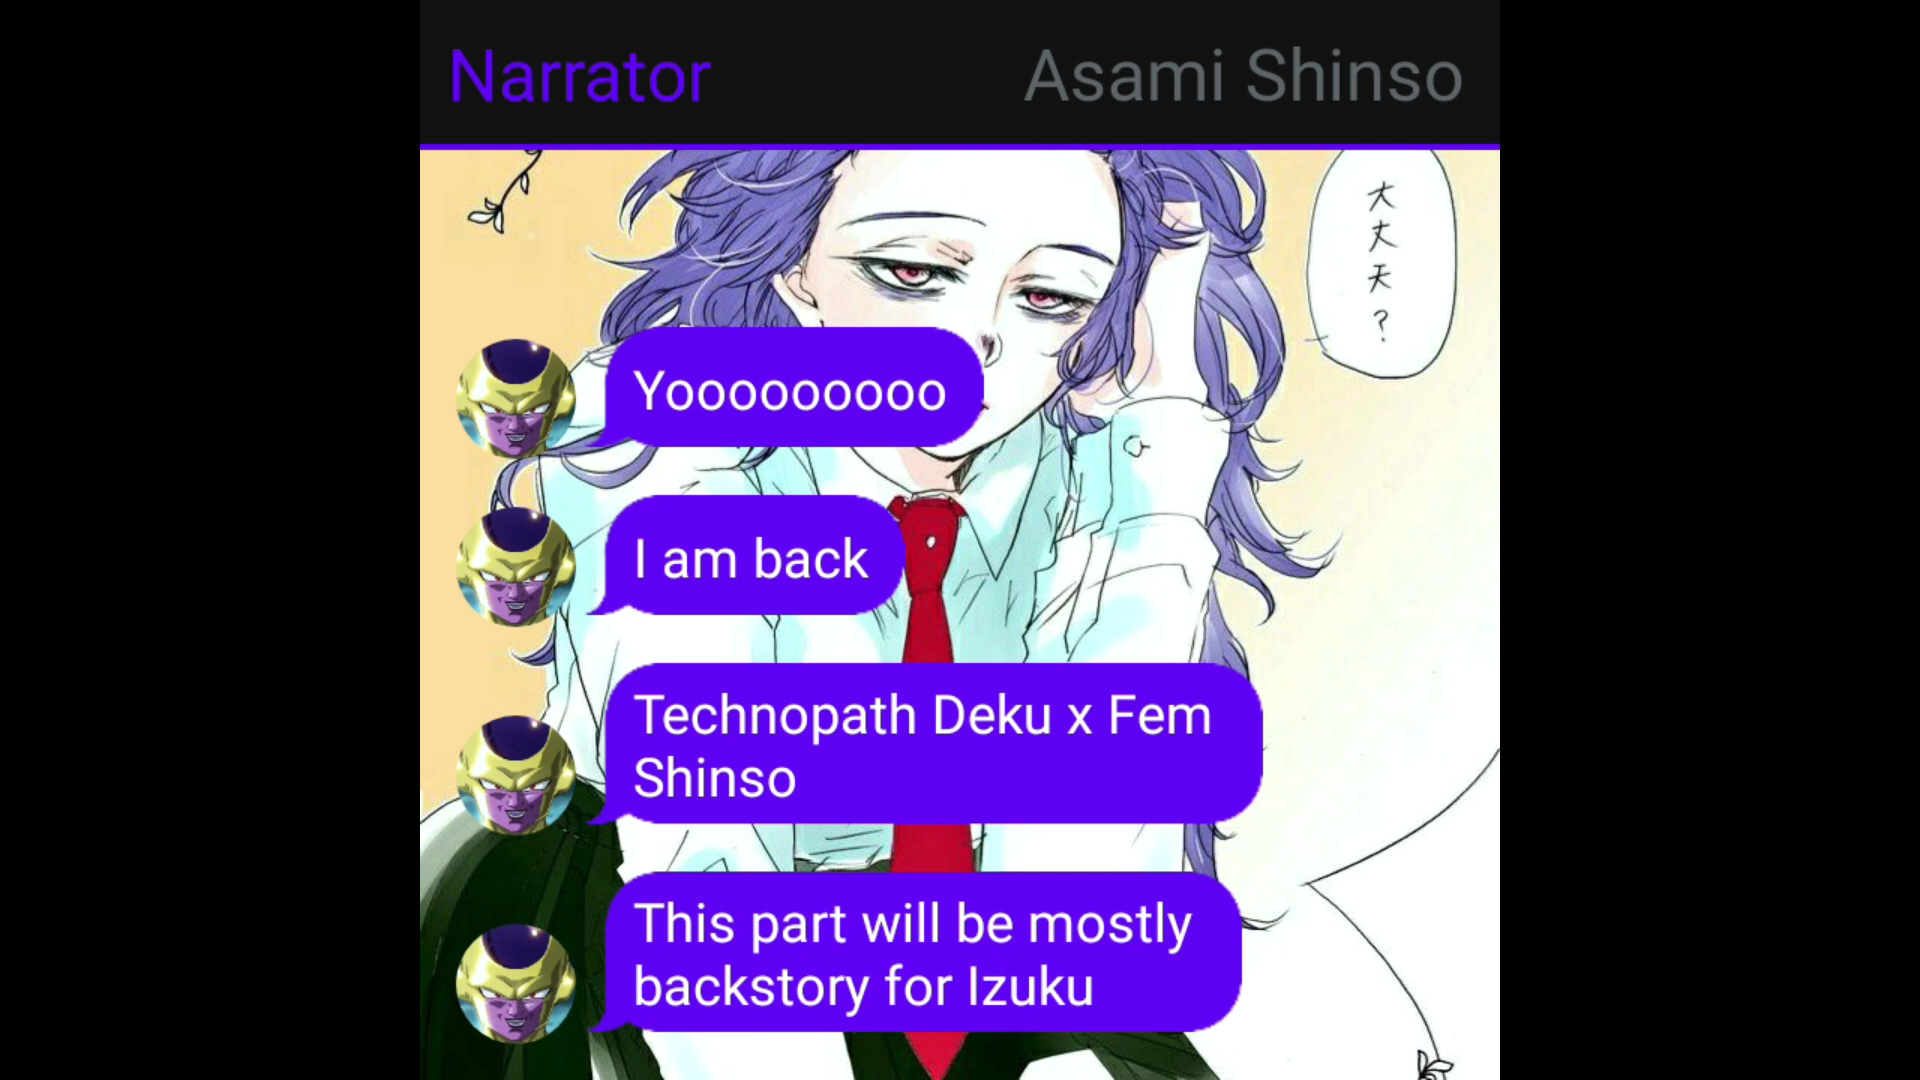 Narrator
Asami Shinso
大丈夫?
Yooooooooo
I am back
Technopath Deku x Fem
Shinso
This part will be mostly
backstory for Izuku